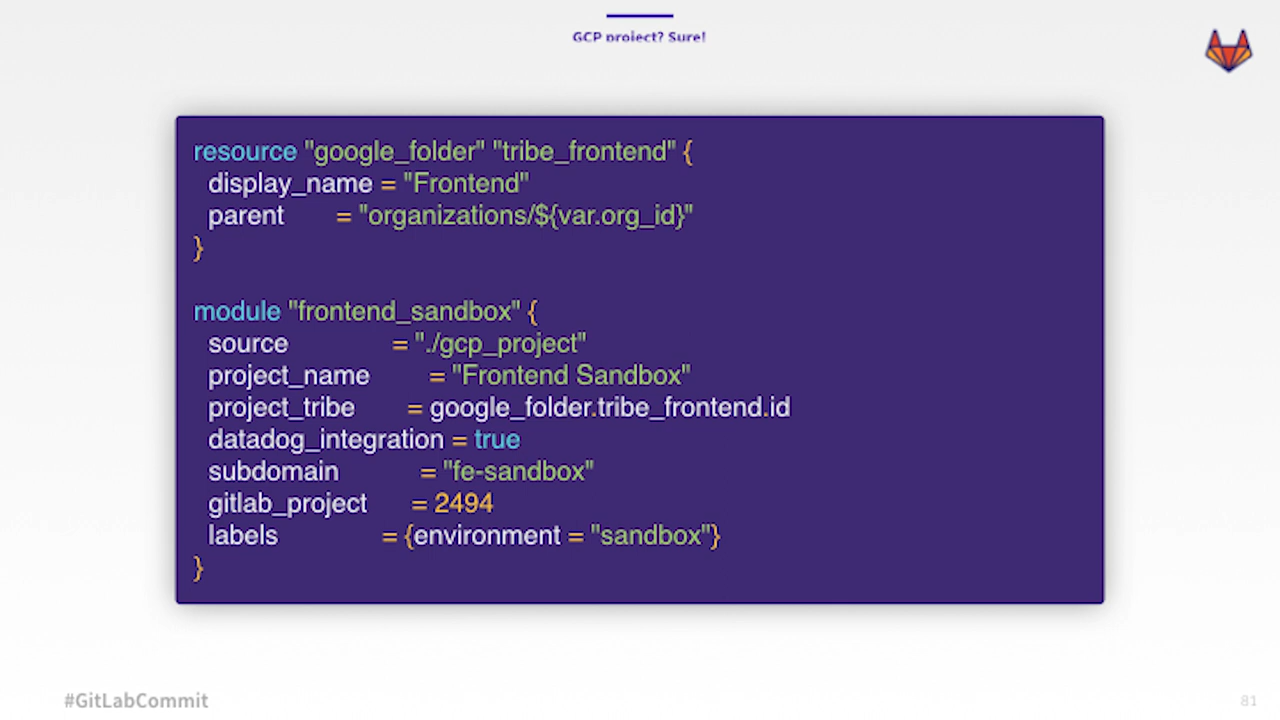 GCP project? Sure!
resource "google_folder" "tribe_frontend" {
display_name = "Frontend"
parent = "organizations/${var.org_id}"
}
module "frontend_sandbox" {
source = "./gcp_project"
project_name = "Frontend Sandbox"
project_tribe = google_folder.tribe_frontend.id
datadog_integration = true
subdomain = "fe-sandbox"
gitlab_project = 2494
labels = {environment = "sandbox"}
}
#GitLabCommit
81